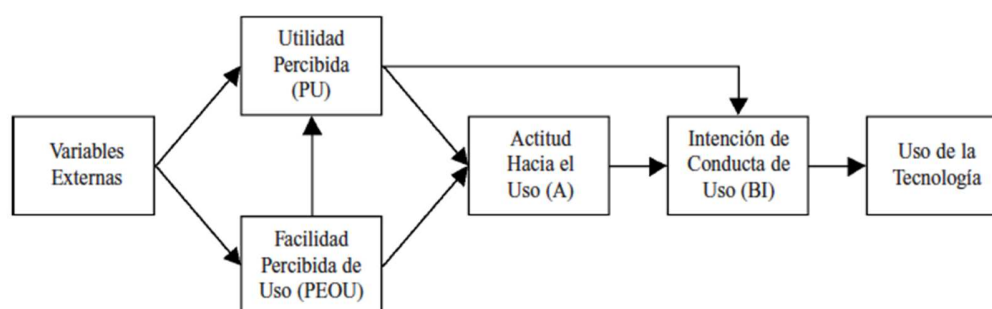 Utilidad
Percibida
(PU)
Variables
Externas
Facilidad
Percibida de
Uso (PEOU)
Actitud
Hacia el
Uso (A)
Intención de
Conducta de
Uso (BI)
Uso de la
Tecnología